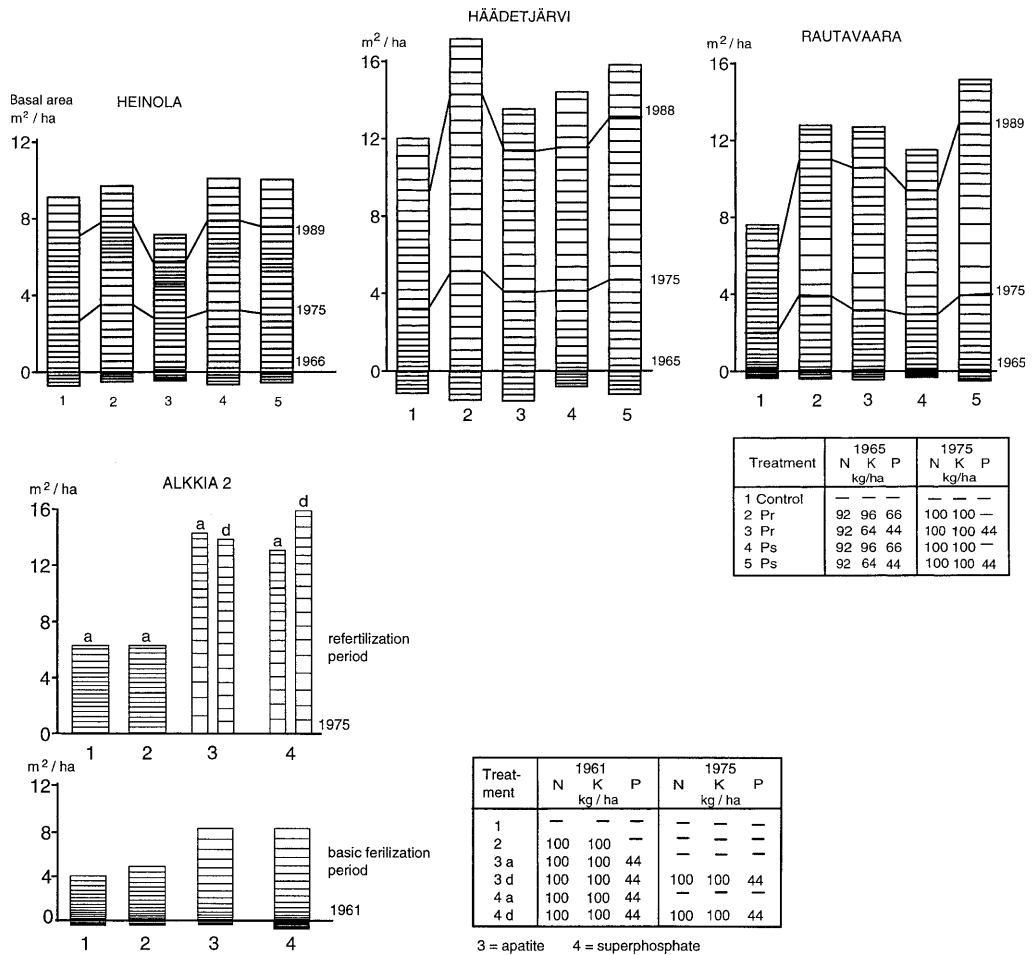 HÄÄDETJÄRVI
RAUTAVAARA
HEINOLA
Basal area
m² / ha
12
8
4
0
1989
1975
1966
1 2 3 4 5
m² / ha
16
12
8
4
0
1988
1975
1965
1 2 3 4 5
m² / ha
16
12
8
4
0
1989
1975
1965
1 2 3 4 5
Treatment 1965 1975
N K P N K P
kg/ha kg/ha
1 Control — — — — — —
2 Pr 92 96 66 100 100 —
3 Pr 92 64 44 100 100 44
4 Ps 92 96 66 100 100 —
5 Ps 92 64 44 100 100 44
ALKKIA 2
m² / ha
16
12
8
4
0
a a a d a d
refertilization
period
1975
1 2 3 4
m² / ha
12
8
4
0
basic ferilization
period
1961
1 2 3 4
Treat-
ment
1961 1975
N K P N K P
kg / ha kg / ha
1 — — — — — —
2 100 100 — — — —
3 a 100 100 44 — — —
3 d 100 100 44 100 100 44
4 a 100 100 44 — — —
4 d 100 100 44 100 100 44
3 = apatite 4 = superphosphate